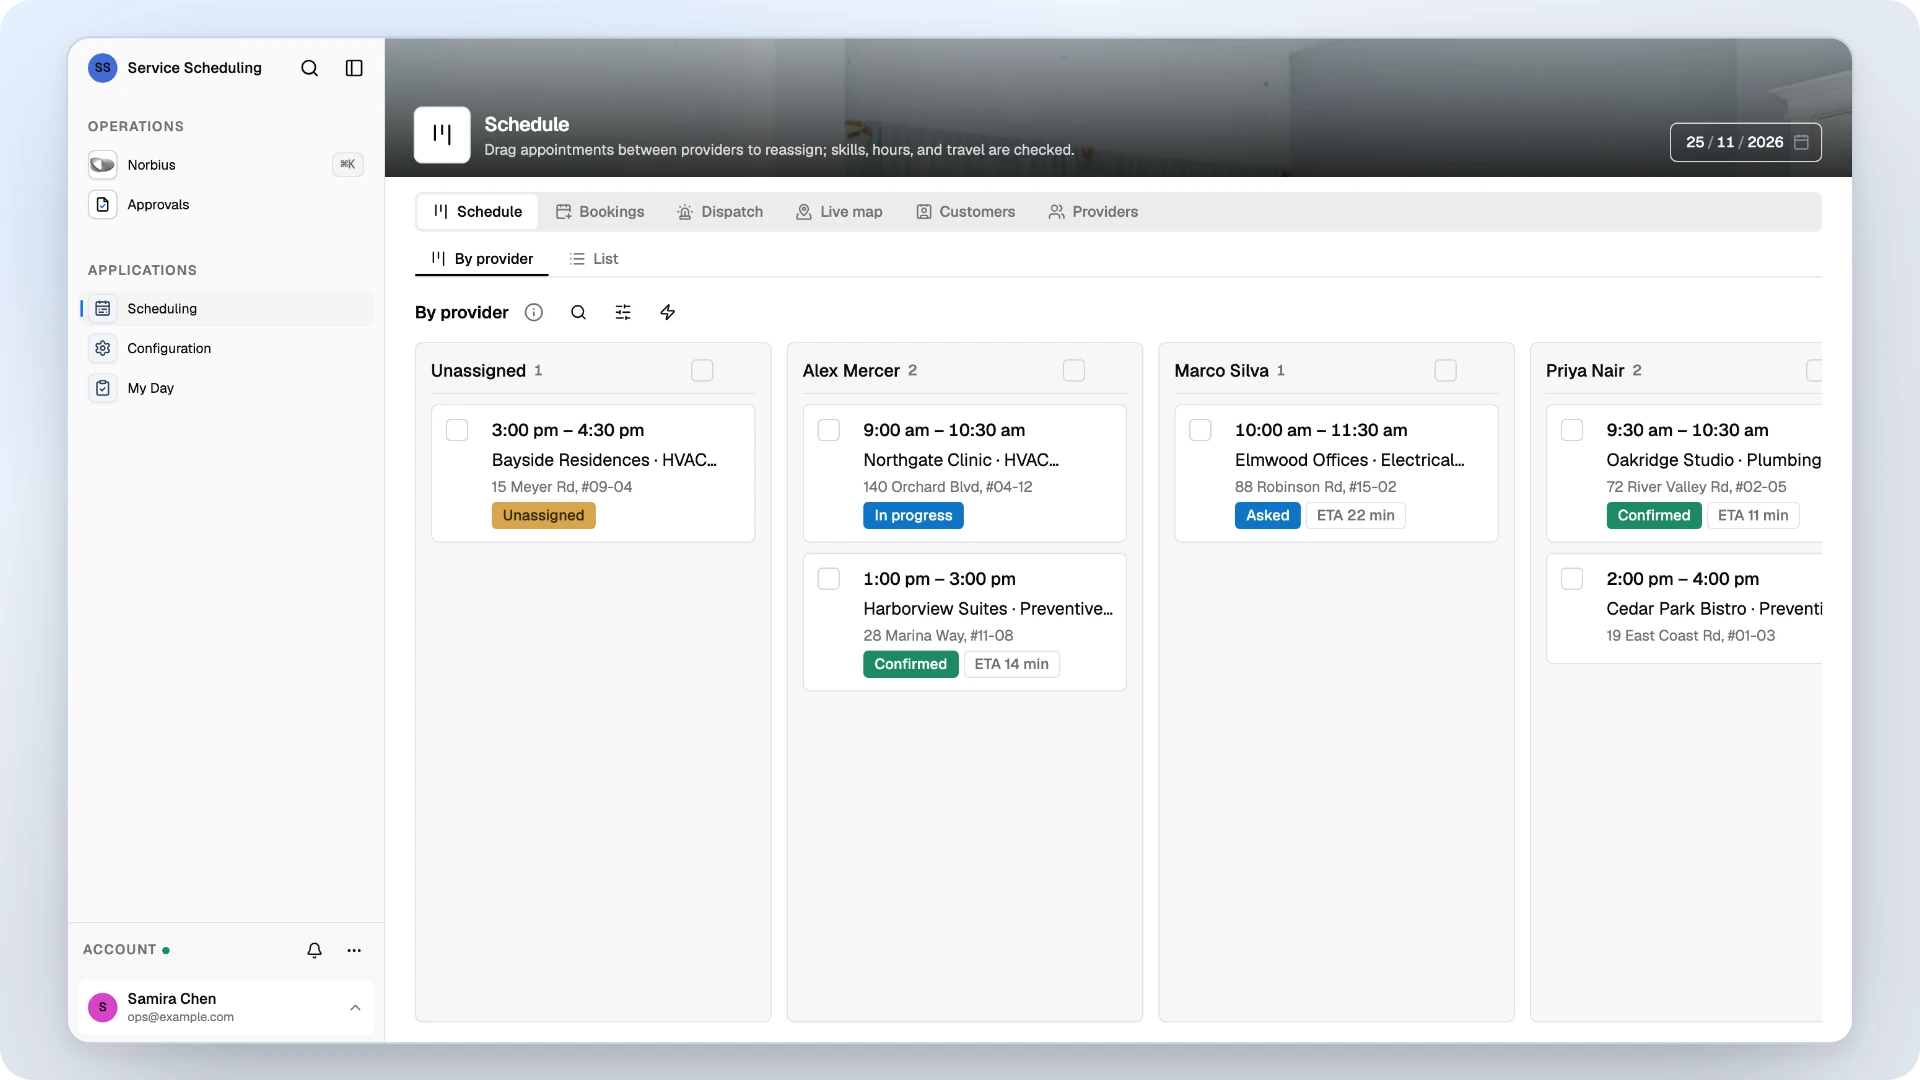 SS Service Scheduling
OPERATIONS
Norbius ⌘K
Approvals
APPLICATIONS
Scheduling
Configuration
My Day
ACCOUNT
S Samira Chen
ops@example.com
Schedule
Drag appointments between providers to reassign; skills, hours, and travel are checked.
25 / 11 / 2026
Schedule Bookings Dispatch Live map Customers Providers
By provider List
By provider
Unassigned 1
3:00 pm – 4:30 pm
Bayside Residences · HVAC...
15 Meyer Rd, #09-04
Unassigned
Alex Mercer 2
9:00 am – 10:30 am
Northgate Clinic · HVAC...
140 Orchard Blvd, #04-12
In progress
1:00 pm – 3:00 pm
Harborview Suites · Preventive...
28 Marina Way, #11-08
Confirmed ETA 14 min
Marco Silva 1
10:00 am – 11:30 am
Elmwood Offices · Electrical...
88 Robinson Rd, #15-02
Asked ETA 22 min
Priya Nair 2
9:30 am – 10:30 am
Oakridge Studio · Plumbing
72 River Valley Rd, #02-05
Confirmed ETA 11 min
2:00 pm – 4:00 pm
Cedar Park Bistro · Preventi
19 East Coast Rd, #01-03